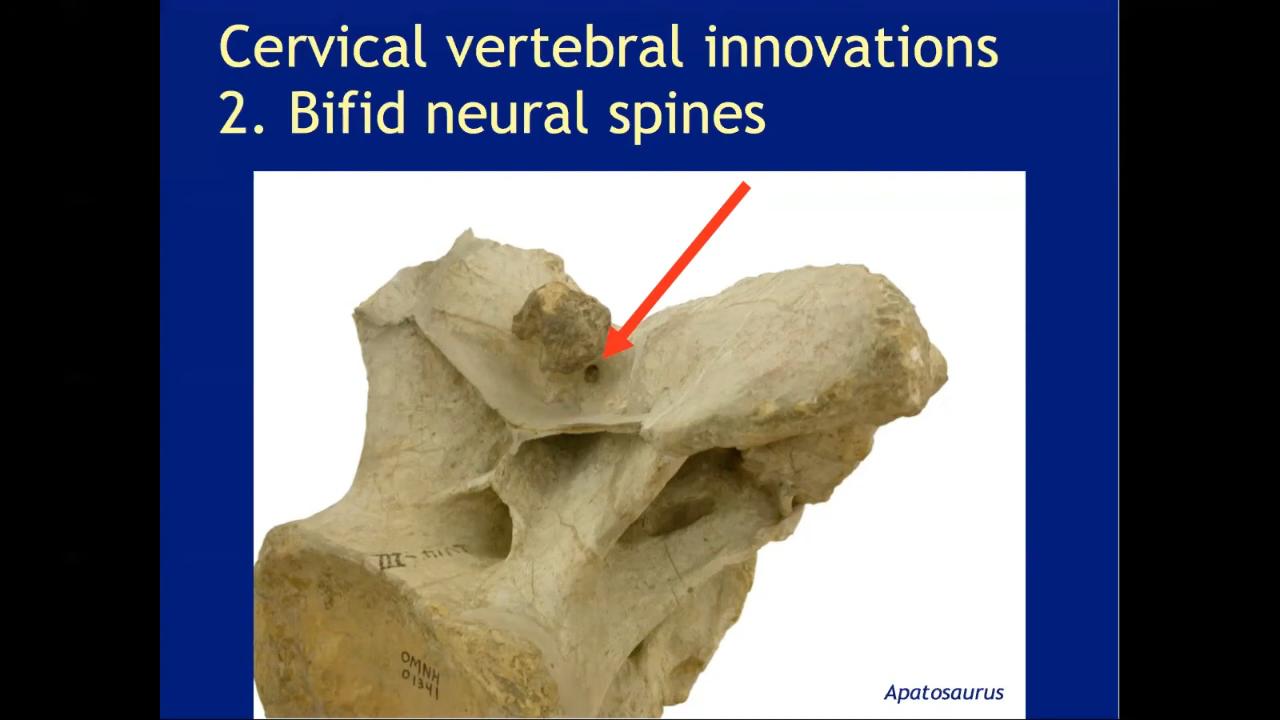 Cervical vertebral innovations
2. Bifid neural spines
OMNH
01341
Apatosaurus